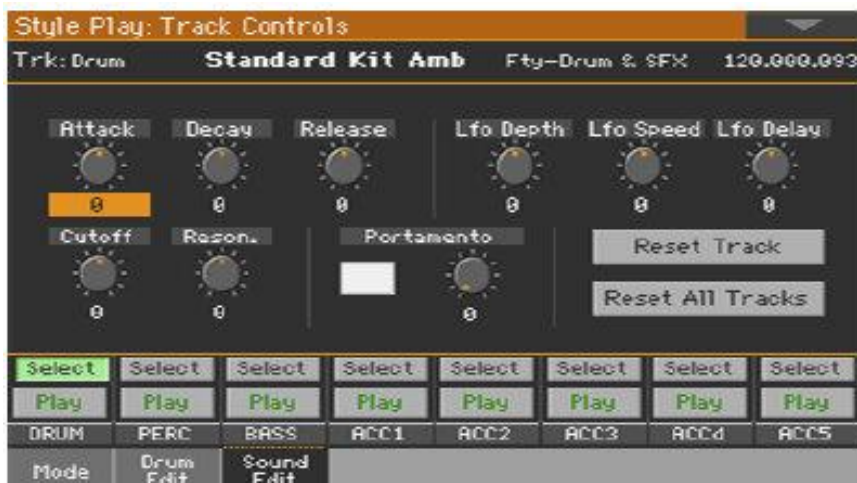 Style Play: Track Controls
Trk:Drum Standard Kit Amb Fty-Drum & SFX 120.000.093
Attack Decay Release Lfo Depth Lfo Speed Lfo Delay
0 0 0 0 0 0
Cutoff Reson. Portamento Reset Track
0 0 0 Reset All Tracks
Select Select Select Select Select Select Select Select
Play Play Play Play Play Play Play Play
DRUM PERC BASS ACC1 ACC2 ACC3 ACC4 ACC5
Mode Drum Edit Sound Edit